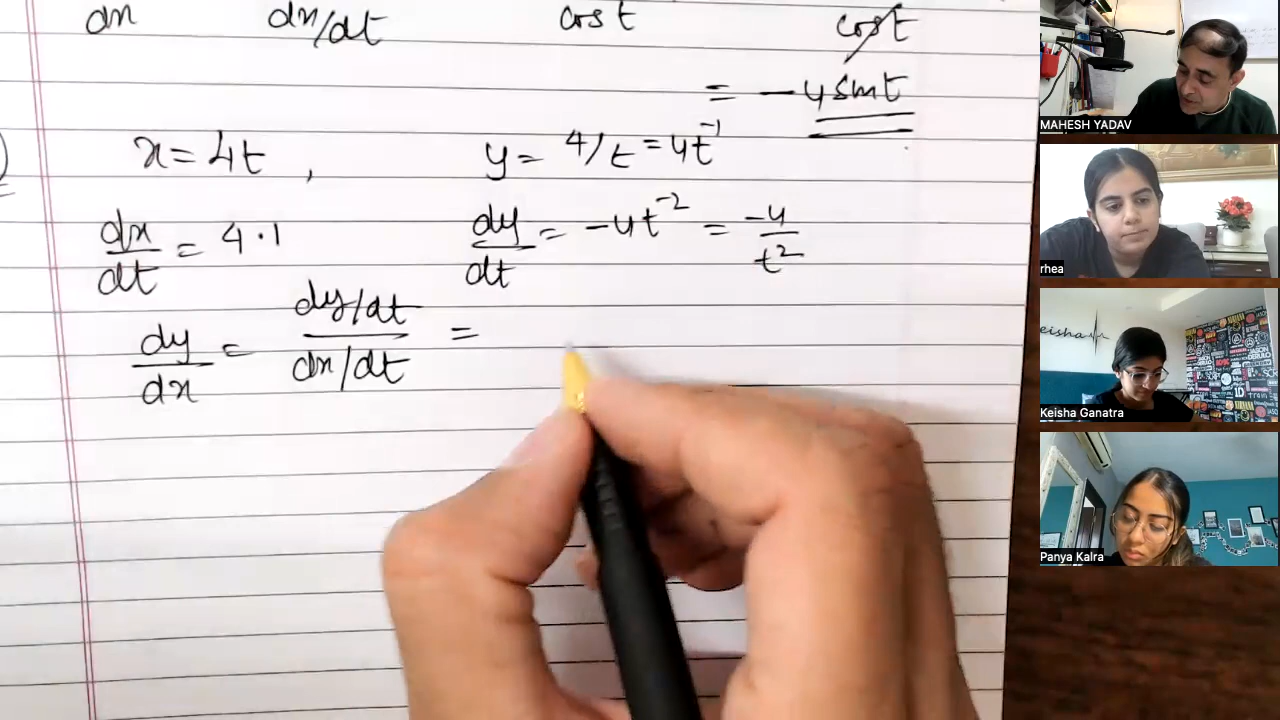 dx dx/dt cos t cos t
= - 4 sin t
x = 4t , y = 4/t = 4t^-1
dx/dt = 4 · 1 dy/dt = -4t^-2 = -4/t^2
dy/dx = dy/dt / dx/dt =
MAHESH YADAV
rhea
Keisha Ganatra
Panya Kalra